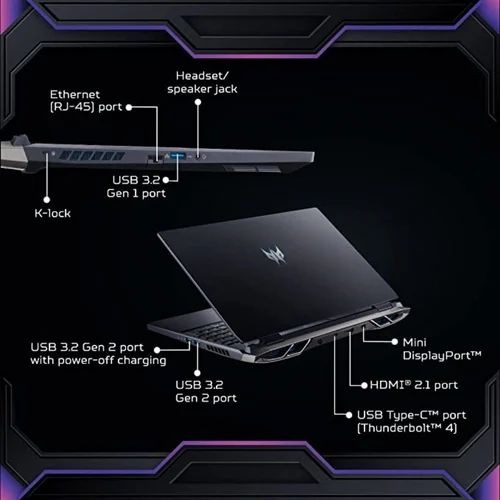 Headset/
speaker jack
Ethernet
(RJ-45) port
USB 3.2
Gen 1 port
K-lock
USB 3.2 Gen 2 port
with power-off charging
USB 3.2
Gen 2 port
Mini
DisplayPort™
HDMI® 2.1 port
USB Type-C™ port
(Thunderbolt™ 4)